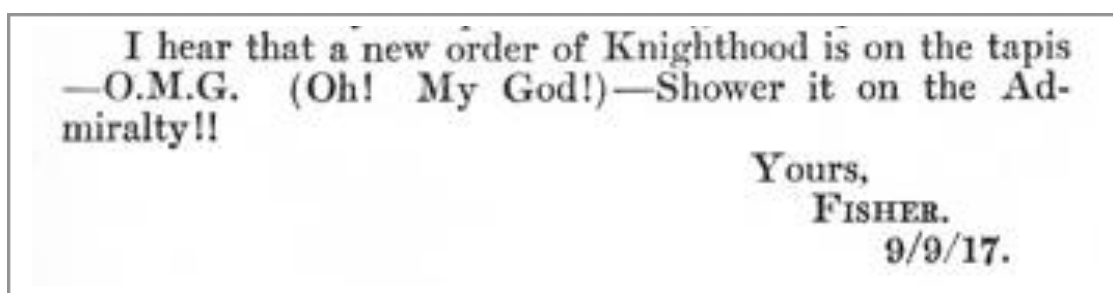 I hear that a new order of Knighthood is on the tapis
—O.M.G. (Oh! My God!)—Shower it on the Ad-
miralty!!
Yours,
FISHER.
9/9/17.